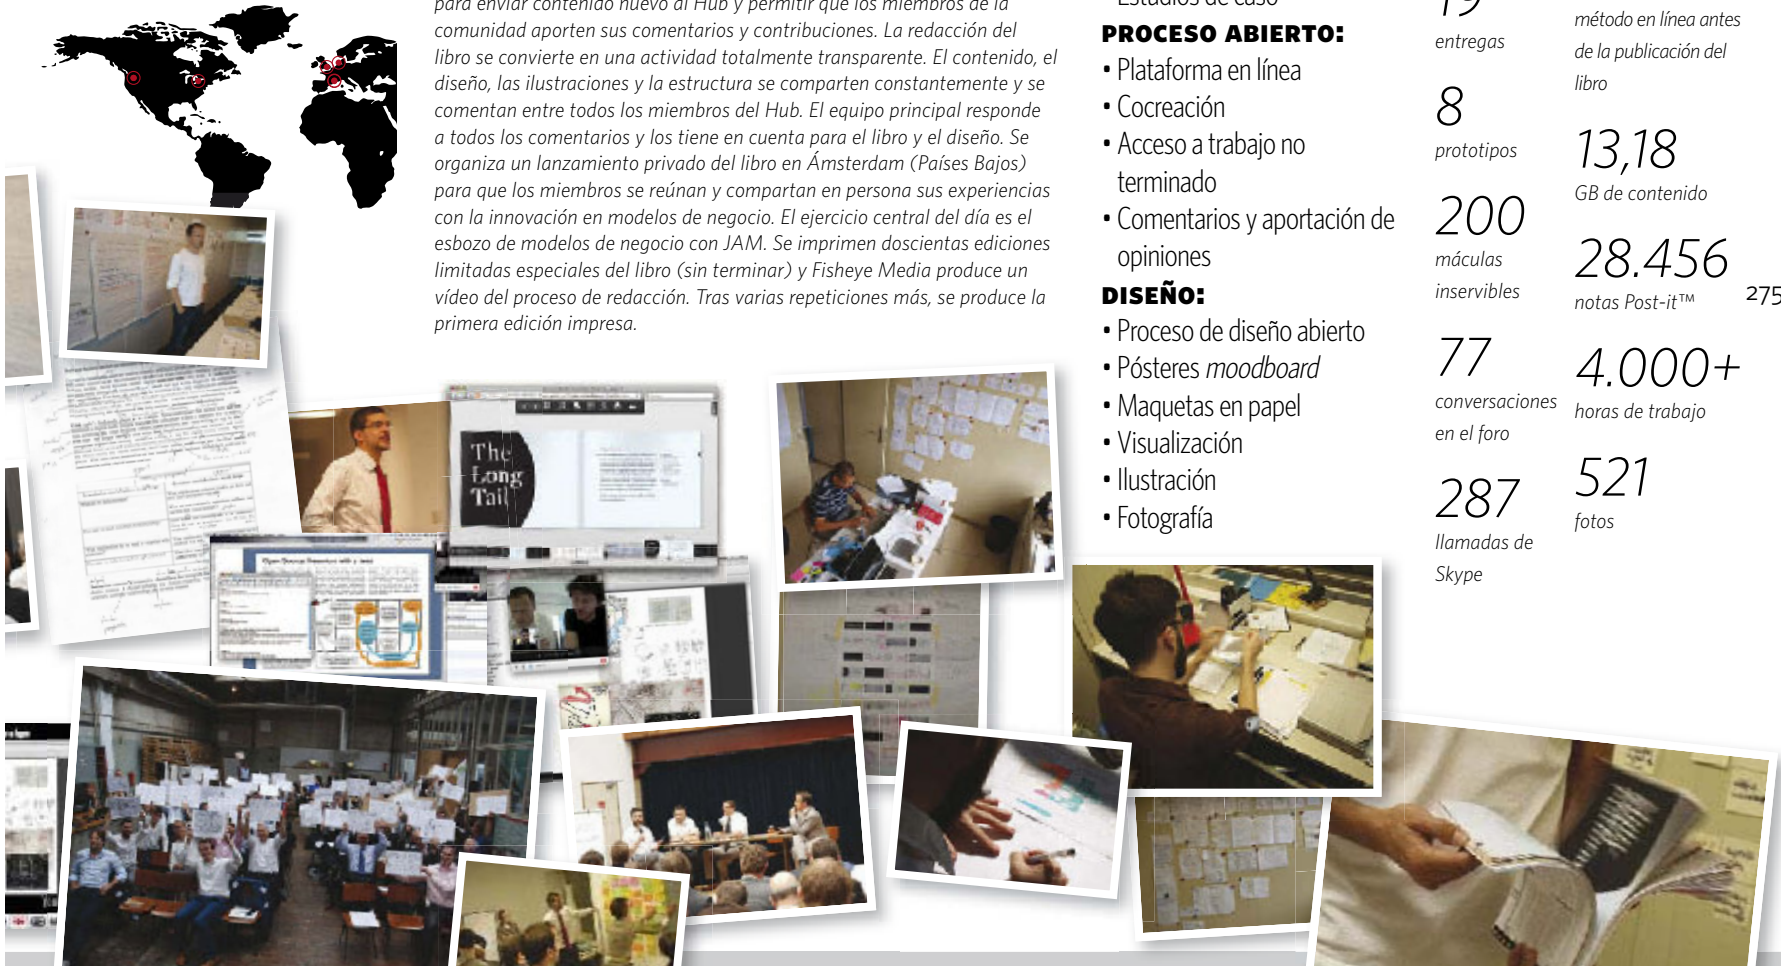 para enviar contenido nuevo al Hub y permitir que los miembros de la
comunidad aporten sus comentarios y contribuciones. La redacción del
libro se convierte en una actividad totalmente transparente. El contenido, el
diseño, las ilustraciones y la estructura se comparten constantemente y se
comentan entre todos los miembros del Hub. El equipo principal responde
a todos los comentarios y los tiene en cuenta para el libro y el diseño. Se
organiza un lanzamiento privado del libro en Ámsterdam (Países Bajos)
para que los miembros se reúnan y compartan en persona sus experiencias
con la innovación en modelos de negocio. El ejercicio central del día es el
esbozo de modelos de negocio con JAM. Se imprimen doscientas ediciones
limitadas especiales del libro (sin terminar) y Fisheye Media produce un
vídeo del proceso de redacción. Tras varias repeticiones más, se produce la
primera edición impresa.
Estudios de caso
PROCESO ABIERTO:
• Plataforma en línea
• Cocreación
• Acceso a trabajo no
terminado
• Comentarios y aportación de
opiniones
DISEÑO:
• Proceso de diseño abierto
• Pósteres moodboard
• Maquetas en papel
• Visualización
• Ilustración
• Fotografía
19
entregas
8
prototipos
200
máculas
inservibles
77
conversaciones
en el foro
287
llamadas de
Skype
método en línea antes
de la publicación del
libro
13,18
GB de contenido
28.456
notas Post-it™
4.000+
horas de trabajo
521
fotos
275
The
Long
Tail